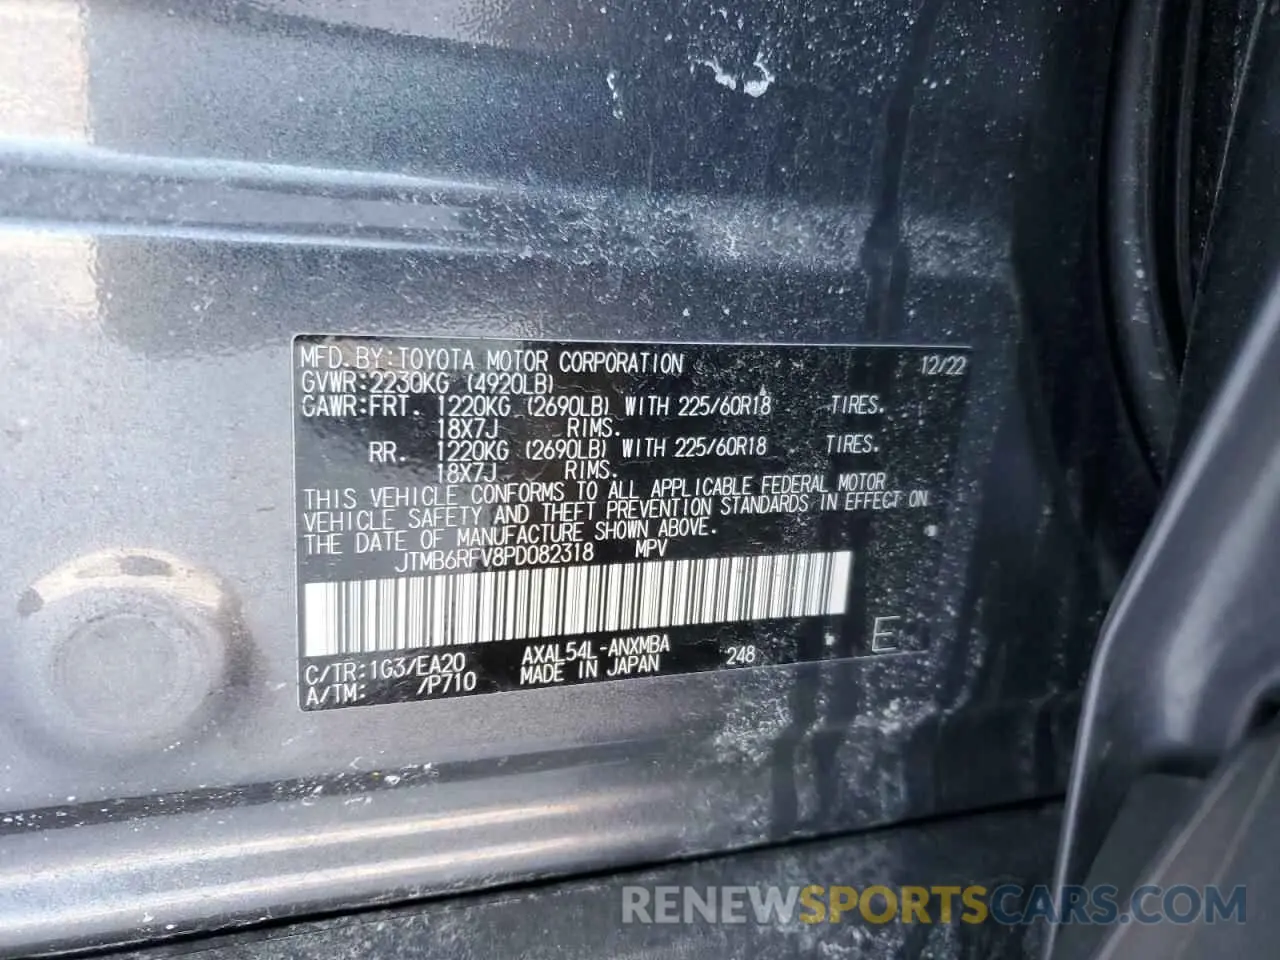 MFD. BY: TOYOTA MOTOR CORPORATION 12/22
GVWR: 2230KG (4920LB)
GAWR: FRT. 1220KG (2690LB) WITH 225/60R18 TIRES.
18X7J RIMS.
RR. 1220KG (2690LB) WITH 225/60R18 TIRES.
18X7J RIMS.
THIS VEHICLE CONFORMS TO ALL APPLICABLE FEDERAL MOTOR
VEHICLE SAFETY AND THEFT PREVENTION STANDARDS IN EFFECT ON
THE DATE OF MANUFACTURE SHOWN ABOVE.
JTMB6RFV8PD082318 MPV
C/TR: 1G3/EA20 AXAL54L-ANXMBA 248 E
A/TM: /P710 MADE IN JAPAN
RENEWSPORTSCARS.COM